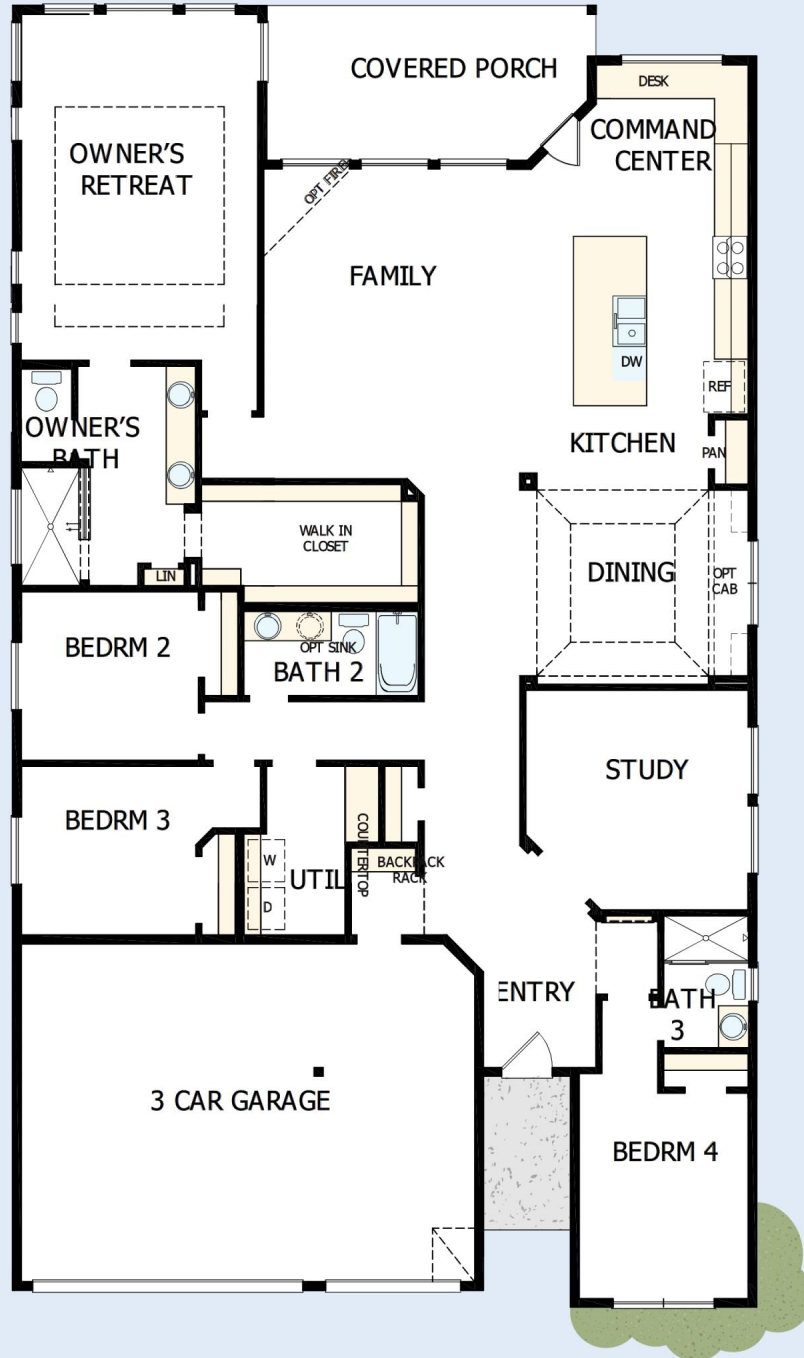 COVERED PORCH
DESK
COMMAND
CENTER
OWNER'S
RETREAT
OPT FIRE
FAMILY
DW
REF
OWNER'S
BATH
KITCHEN
PAN
WALK IN
CLOSET
LIN
DINING
OPT
CAB
BEDRM 2
OPT SINK
BATH 2
STUDY
BEDRM 3
COUNTERTOP
W
D
UTIL
BACKPACK
RACK
ENTRY
BATH
3
3 CAR GARAGE
BEDRM 4